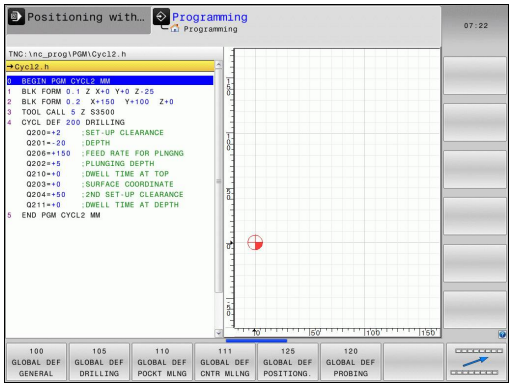 Positioning with...
Programming
Programming
07:22
TNC:\nc_prog\PGM\Cycl2.h
→Cycl2.h
0 BEGIN PGM CYCL2 MM
1 BLK FORM 0.1 Z X+0 Y+0 Z-25
2 BLK FORM 0.2 X+150 Y+100 Z+0
3 TOOL CALL 5 Z S3500
4 CYCL DEF 200 DRILLING
Q200=+2 ;SET-UP CLEARANCE
Q201=-20 ;DEPTH
Q206=+150 ;FEED RATE FOR PLNGNG
Q202=+5 ;PLUNGING DEPTH
Q210=+0 ;DWELL TIME AT TOP
Q203=+0 ;SURFACE COORDINATE
Q204=+50 ;2ND SET-UP CLEARANCE
Q211=+0 ;DWELL TIME AT DEPTH
5 END PGM CYCL2 MM
150
100
50
0
-50
0 50 100 150
100 GLOBAL DEF GENERAL
105 GLOBAL DEF DRILLING
110 GLOBAL DEF POCKT MLNG
111 GLOBAL DEF CNTR MLLNG
125 GLOBAL DEF POSITIONG.
120 GLOBAL DEF PROBING